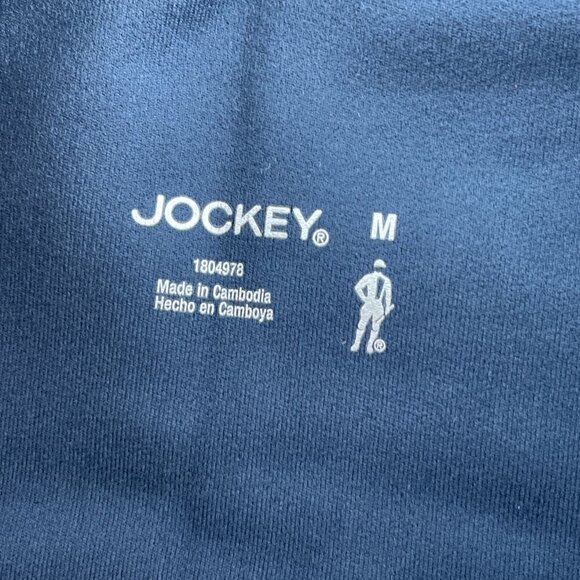 JOCKEY® M
1804978
Made in Cambodia
Hecho en Camboya
®